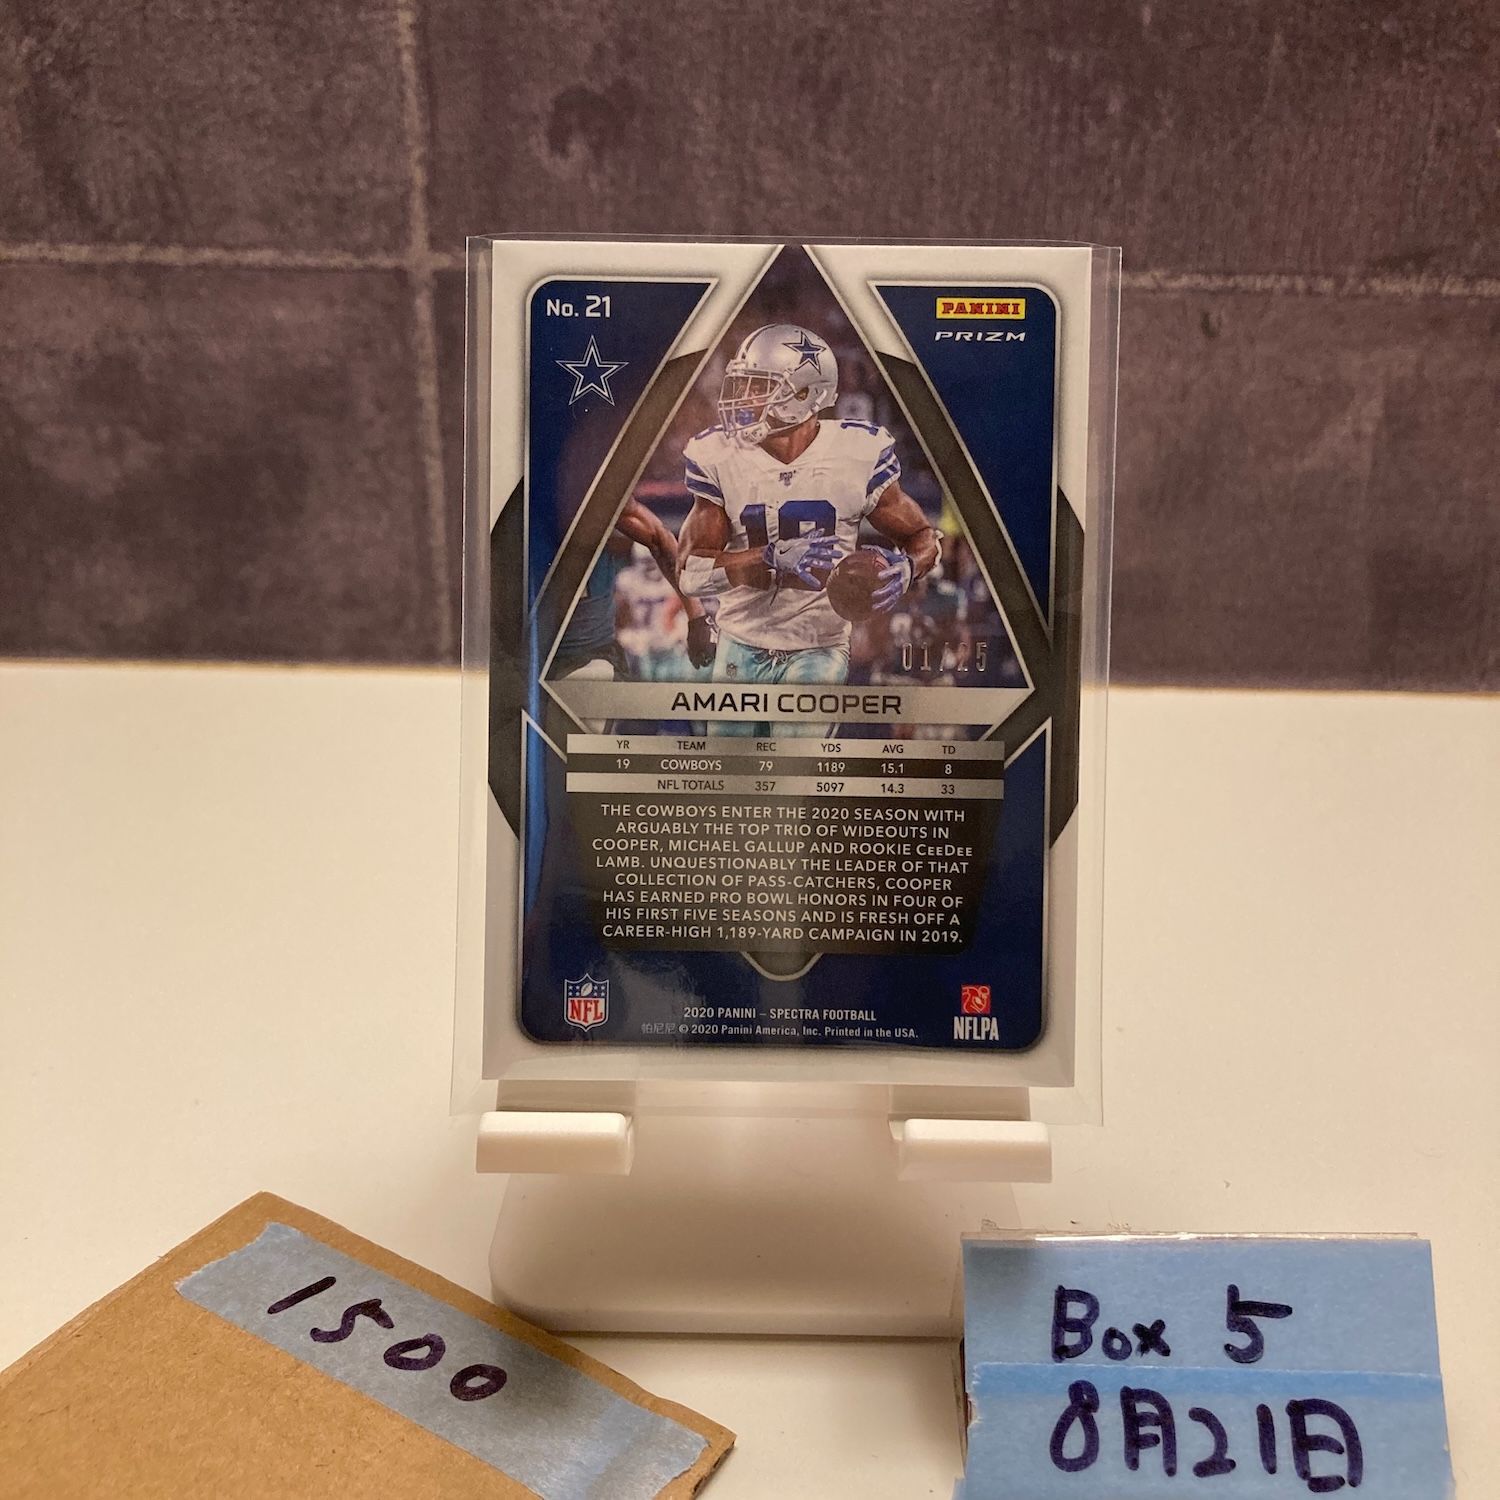 No. 21
PANINI
PRIZM
19
01/25
AMARI COOPER
YR TEAM REC YDS AVG TD
19 COWBOYS 79 1189 15.1 8
NFL TOTALS 357 5097 14.3 33
THE COWBOYS ENTER THE 2020 SEASON WITH
ARGUABLY THE TOP TRIO OF WIDEOUTS IN
COOPER, MICHAEL GALLUP AND ROOKIE CEEDEE
LAMB. UNQUESTIONABLY THE LEADER OF THAT
COLLECTION OF PASS-CATCHERS, COOPER
HAS EARNED PRO BOWL HONORS IN FOUR OF
HIS FIRST FIVE SEASONS AND IS FRESH OFF A
CAREER-HIGH 1,189-YARD CAMPAIGN IN 2019.
NFL
2020 PANINI – SPECTRA FOOTBALL
帕尼尼 © 2020 Panini America, Inc. Printed in the USA.
NFLPA
1500
Box 5
8月21日